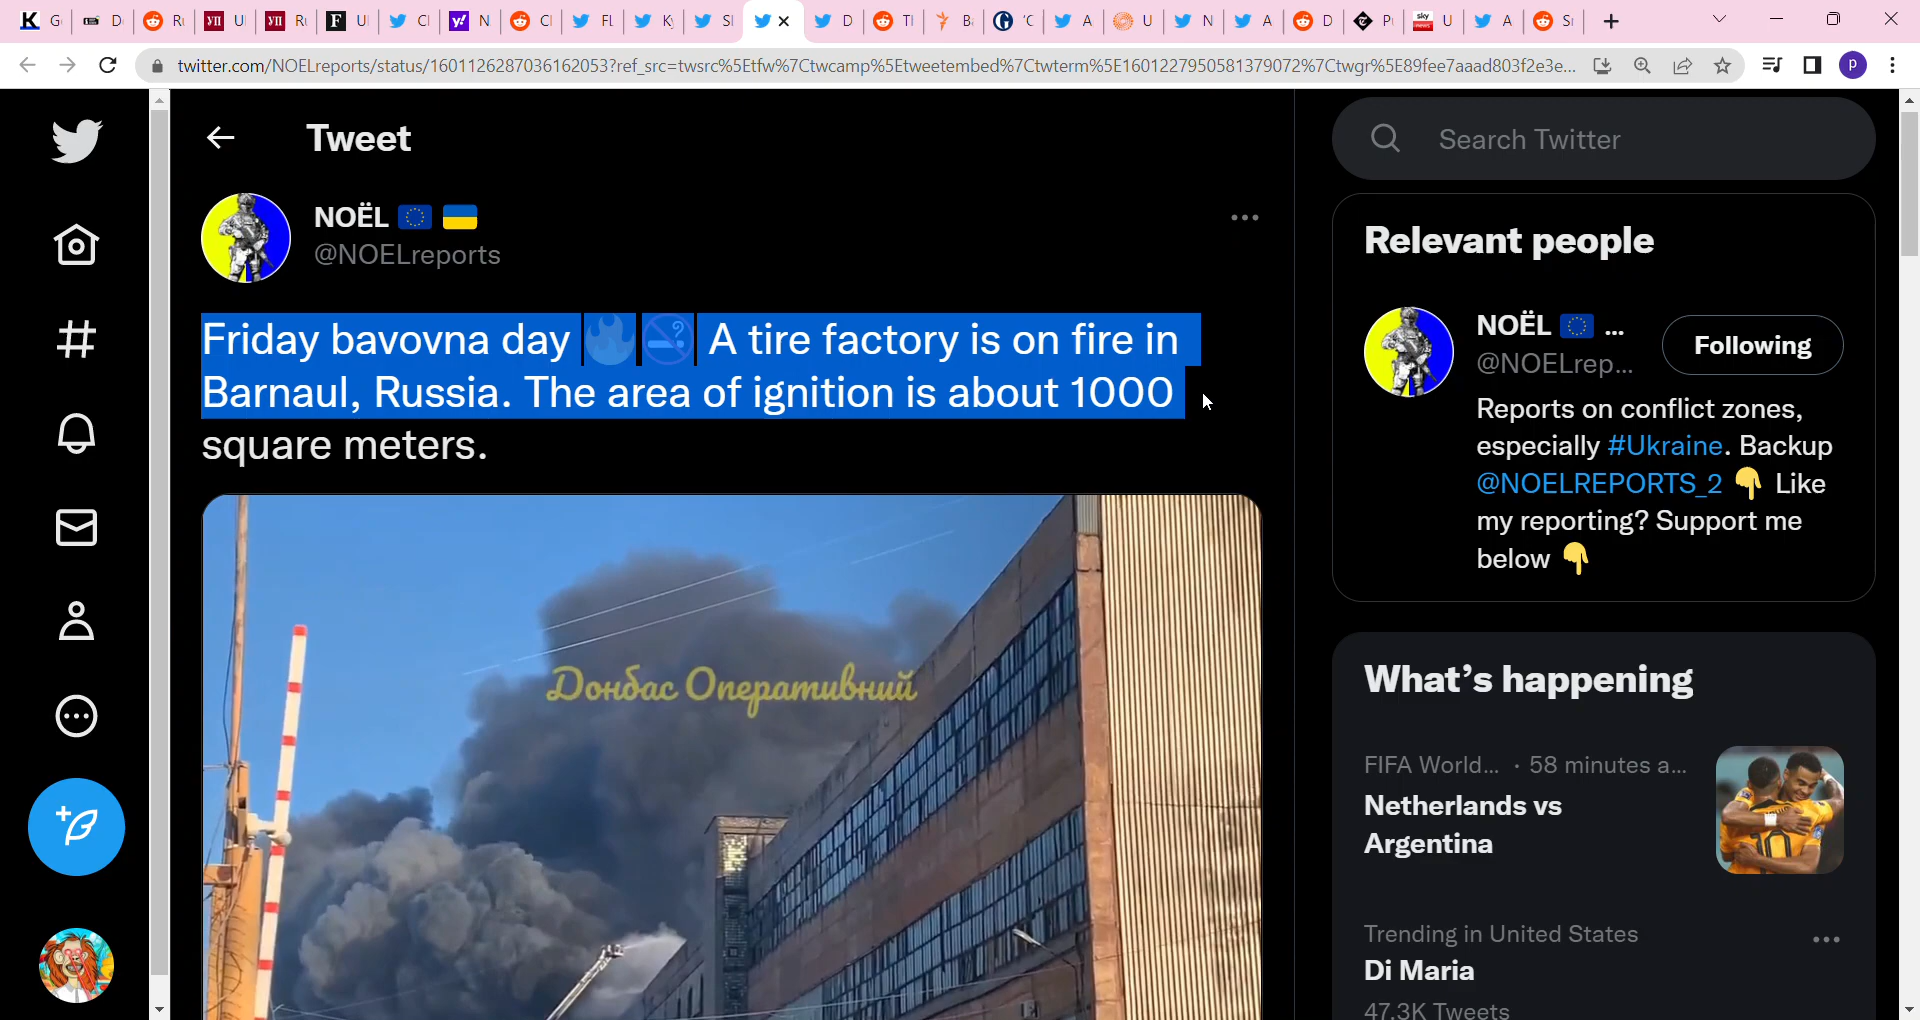 twitter.com/NOELreports/status/1601126287036162053?ref_src=twsrc%5Etfw%7Ctwcamp%5Etweetembed%7Ctwterm%5E1601227950581379072%7Ctwgr%5E89fee7aaad803f2e3e...
Tweet
NOËL 🇪🇺 🇺🇦
@NOELreports
Friday bavovna day 🔥🚭 A tire factory is on fire in
Barnaul, Russia. The area of ignition is about 1000
square meters.
Донбас Оперативний
Search Twitter
Relevant people
NOËL 🇪🇺 ...
@NOELrep...
Following
Reports on conflict zones,
especially #Ukraine. Backup
@NOELREPORTS_2 👇 Like
my reporting? Support me
below 👇
What's happening
FIFA World... · 58 minutes a...
Netherlands vs
Argentina
Trending in United States
Di Maria
47.3K Tweets